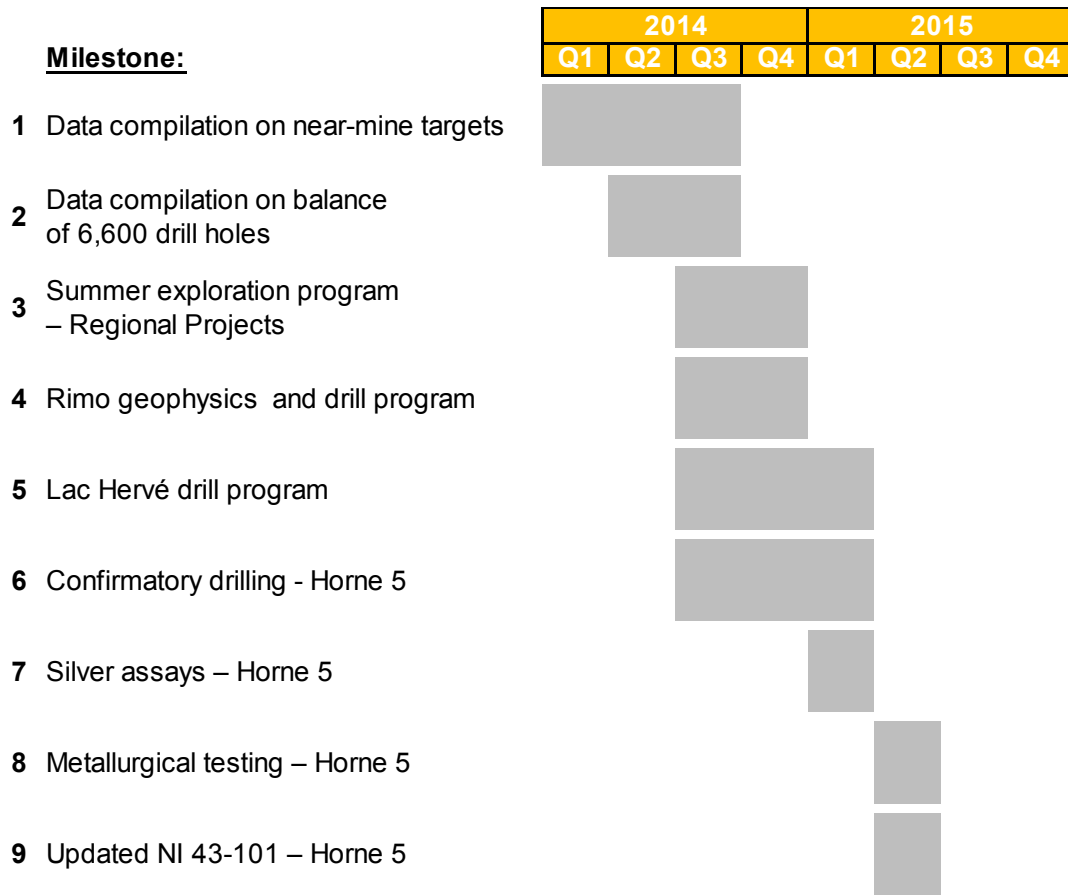 2014 2015
Milestone: Q1 Q2 Q3 Q4 Q1 Q2 Q3 Q4
1 Data compilation on near-mine targets
2 Data compilation on balance
of 6,600 drill holes
3 Summer exploration program
– Regional Projects
4 Rimo geophysics and drill program
5 Lac Hervé drill program
6 Confirmatory drilling - Horne 5
7 Silver assays – Horne 5
8 Metallurgical testing – Horne 5
9 Updated NI 43-101 – Horne 5